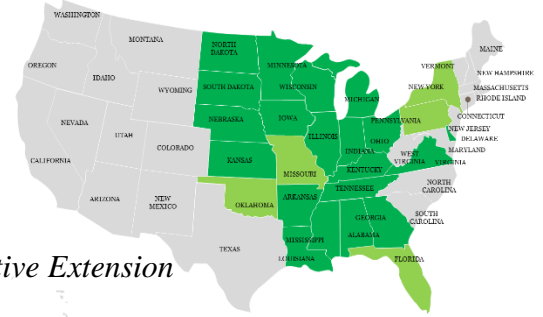 WASHINGTON
MONTANA
NORTH
DAKOTA
MINNESOTA
MAINE
OREGON
IDAHO
WYOMING
SOUTH DAKOTA
WISCONSIN
MICHIGAN
VERMONT
NEW YORK
NEW HAMPSHIRE
MASSACHUSETTS
RHODE ISLAND
CONNECTICUT
NEVADA
UTAH
COLORADO
NEBRASKA
IOWA
ILLINOIS
INDIANA
OHIO
PENNSYLVANIA
NEW JERSEY
DELAWARE
MARYLAND
WEST
VIRGINIA
VIRGINIA
CALIFORNIA
KANSAS
MISSOURI
KENTUCKY
TENNESSEE
NORTH
CAROLINA
ARIZONA
NEW
MEXICO
OKLAHOMA
ARKANSAS
SOUTH
CAROLINA
GEORGIA
ALABAMA
MISSISSIPPI
LOUISIANA
TEXAS
FLORIDA
tive Extension